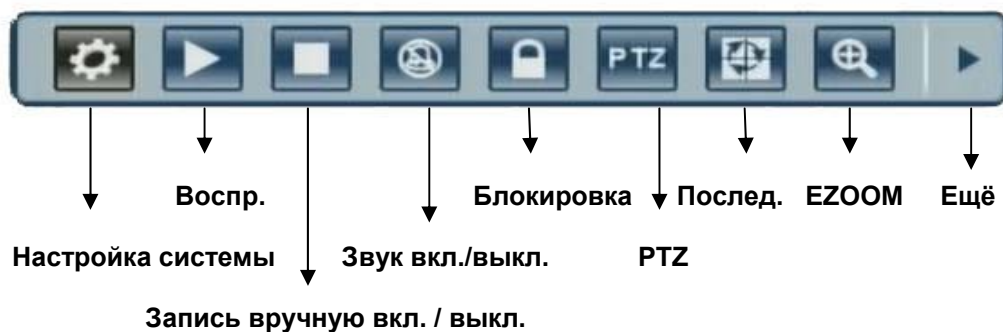 PTZ
Воспр. Блокировка Послед. EZOOM Ещё
Настройка системы Звук вкл./выкл. PTZ
Запись вручную вкл. / выкл.